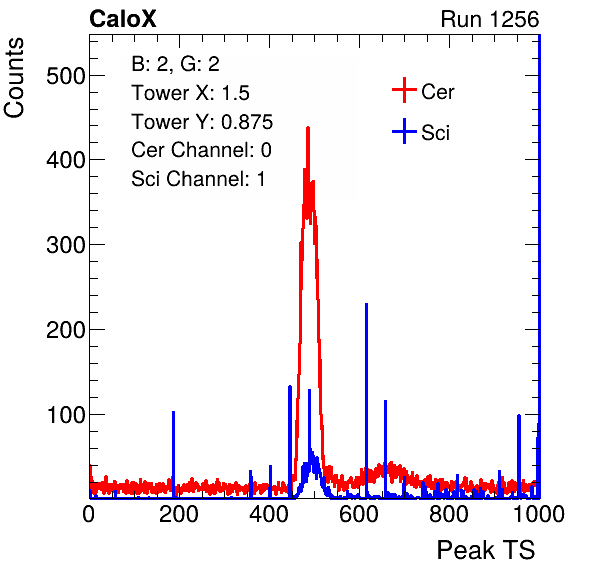 CaloX
Run 1256
Counts
B: 2, G: 2
Tower X: 1.5
Tower Y: 0.875
Cer Channel: 0
Sci Channel: 1
Cer
Sci
500
400
300
200
100
0 200 400 600 800 1000
Peak TS